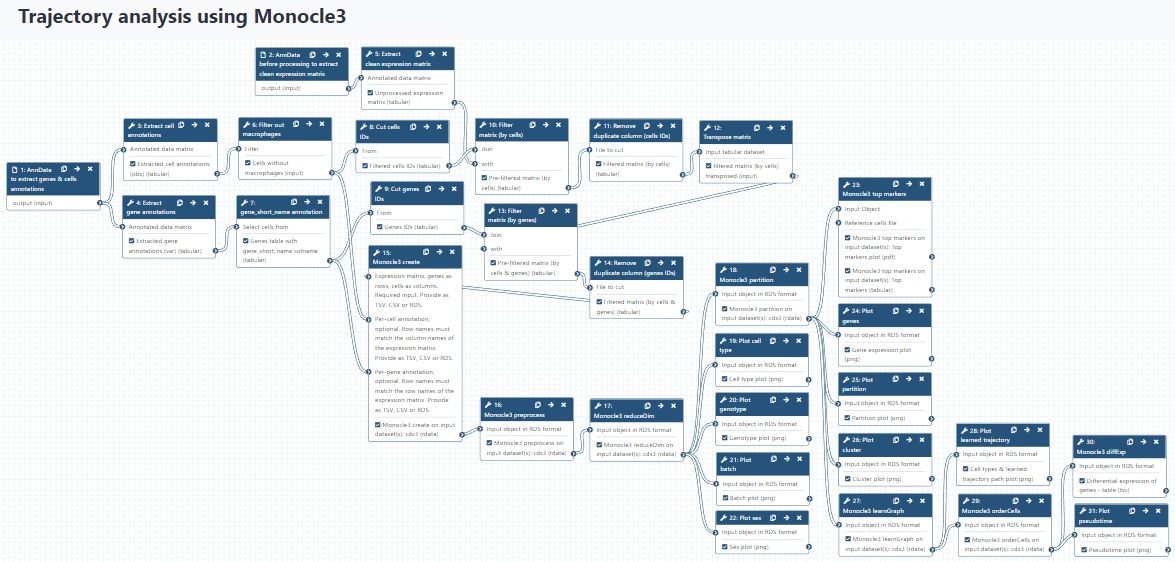 Trajectory analysis using Monocle3
2: AnnData
before processing to extract
clean expression matrix
output (input)
5: Extract
clean expression matrix
Annotated data matrix
Unprocessed expression
matrix (tabular)
1: AnnData
to extract genes & cells
annotations
output (input)
3: Extract cell
annotations
Annotated data matrix
Extracted cell annotations
(obs) (tabular)
4: Extract
gene annotations
Annotated data matrix
Extracted gene
annotations (var) (tabular)
6: Filter out
macrophages
Filter
Cells without
macrophages (input)
7:
gene_short_name annotation
Select cells from
Genes table with
gene_short_name colname
(tabular)
8: Cut cells
IDs
From
Filtered cells IDs (tabular)
9: Cut genes
IDs
From
Genes IDs (tabular)
10: Filter
matrix (by cells)
Join
with
Pre-filtered matrix (by
cells) (tabular)
11: Remove
duplicate column (cells IDs)
File to cut
Filtered matrix (by cells)
(tabular)
12:
Transpose matrix
Input tabular dataset
filtered matrix (by cells)
transposed (input)
13: Filter
matrix (by genes)
Join
with
Pre-filtered matrix (by
cells & genes) (tabular)
14: Remove
duplicate column (genes IDs)
File to cut
Filtered matrix (by cells &
genes) (tabular)
15:
Monocle3 create
Expression matrix, genes as
rows, cells as columns.
Required input. Provide as
TSV, CSV or RDS.
Per-cell annotation,
optional. Row names must
match the column names of
the expression matrix.
Provide as TSV, CSV or RDS.
Per-gene annotation,
optional. Row names must
match the row names of the
expression matrix. Provide
as TSV, CSV or RDS.
Monocle3 create on input
dataset(s): cds3 (rdata)
16:
Monocle3 preprocess
Input object in RDS format
Monocle3 preprocess on
input dataset(s): cds3 (rdata)
17:
Monocle3 reduceDim
Input object in RDS format
Monocle3 reduceDim on
input dataset(s): cds3 (rdata)
18:
Monocle3 partition
Input object in RDS format
Monocle3 partition on
input dataset(s): cds3 (rdata)
19: Plot cell
type
Input object in RDS format
Cell type plot (png)
20: Plot
genotype
Input object in RDS format
Genotype plot (png)
21: Plot
batch
Input object in RDS format
Batch plot (png)
22: Plot sex
Input object in RDS format
Sex plot (png)
23:
Monocle3 top markers
Input Object
Reference cells file
Monocle3 top markers on
input dataset(s): Top
markers plot (pdf)
Monocle3 top markers on
input dataset(s): Top
markers (tabular)
24: Plot
genes
Input object in RDS format
Gene expression plot
(png)
25: Plot
partition
Input object in RDS format
Partition plot (png)
26: Plot
cluster
Input object in RDS format
Cluster plot (png)
27:
Monocle3 learnGraph
Input object in RDS format
Monocle3 learnGraph on
input dataset(s): cds3 (rdata)
28: Plot
learned trajectory
Input object in RDS format
Cell types & learned
trajectory path plot (png)
29:
Monocle3 orderCells
Input object in RDS format
Monocle3 orderCells on
input dataset(s): cds3 (rdata)
30:
Monocle3 diffExp
Input object in RDS format
Differential expression of
genes - table (tsv)
31: Plot
pseudotime
Input object in RDS format
Pseudotime plot (png)